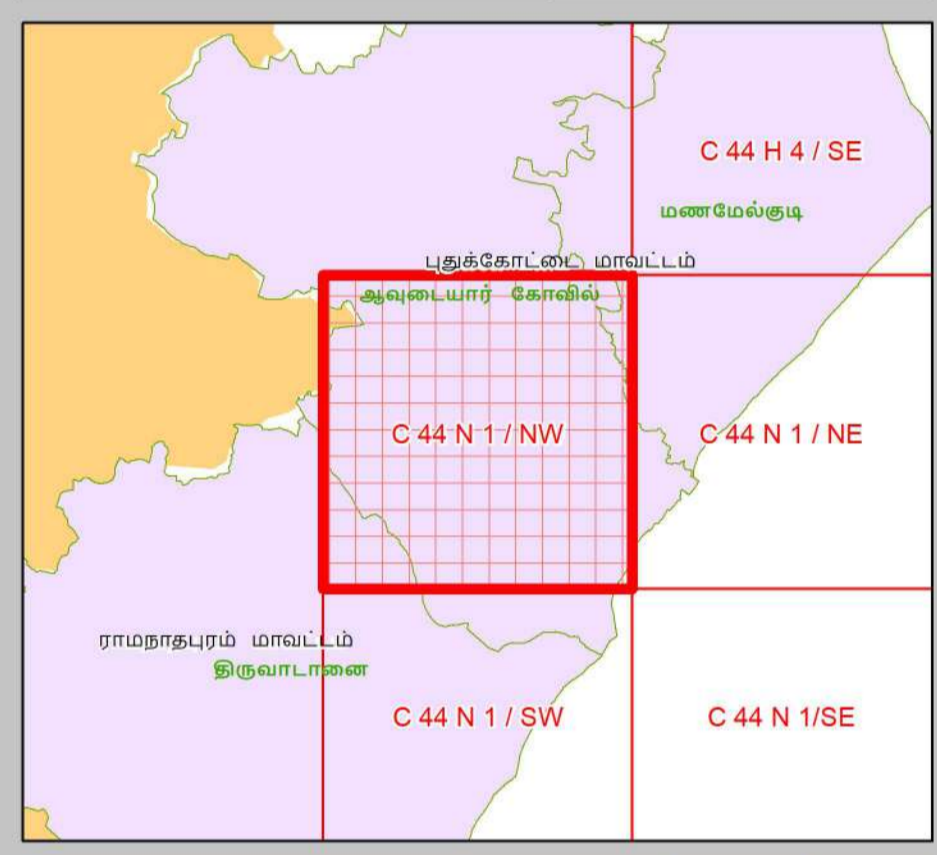 C 44 H 4 / SE
மணமேல்குடி
புதுக்கோட்டை மாவட்டம்
ஆவுடையார் கோவில்
C 44 N 1 / NW
C 44 N 1 / NE
ராமநாதபுரம் மாவட்டம்
திருவாடானை
C 44 N 1 / SW
C 44 N 1/SE